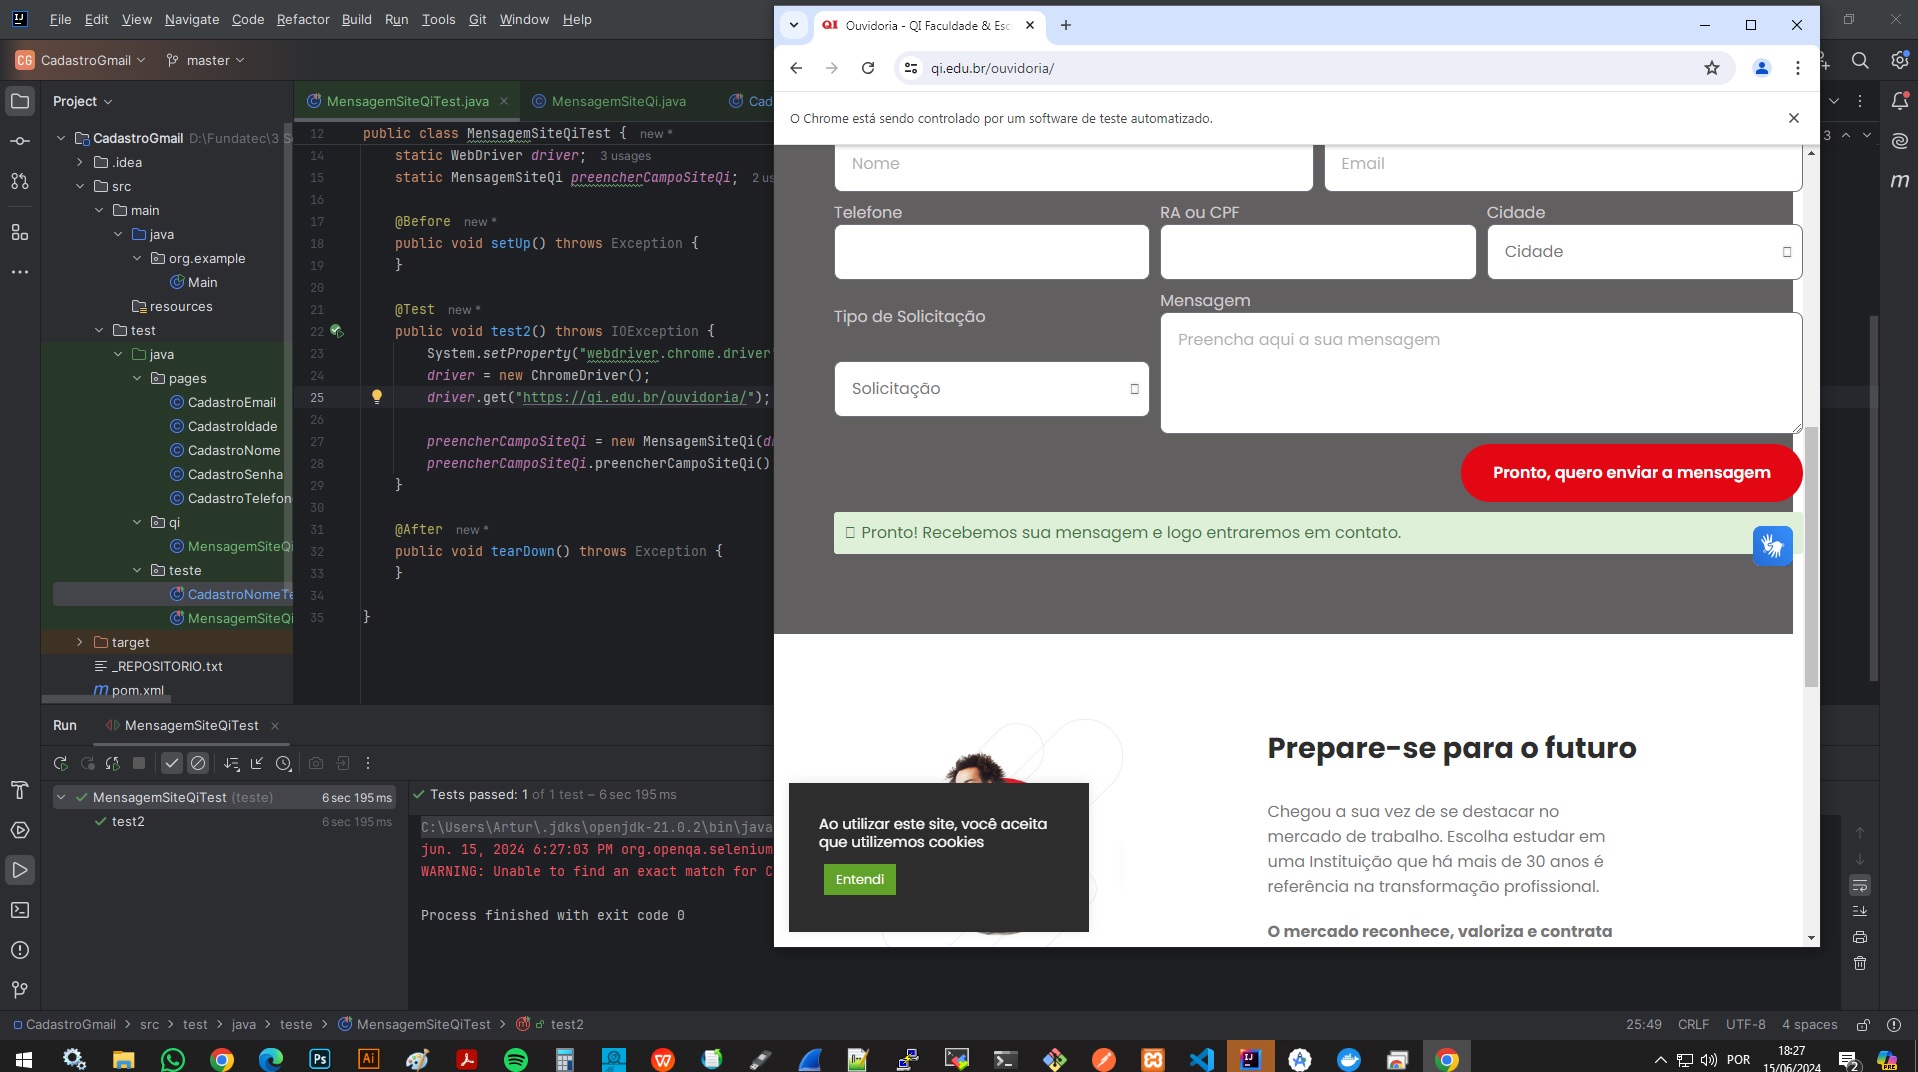 File Edit View Navigate Code Refactor Build Run Tools Git Window Help
CG CadastroGmail master
Project
CadastroGmail D:\Fundatec\3 S
.idea
src
main
java
org.example
Main
resources
test
java
pages
CadastroEmail
CadastroIdade
CadastroNome
CadastroSenha
CadastroTelefon
qi
MensagemSiteQi
teste
CadastroNomeTe
MensagemSiteQi
target
_REPOSITORIO.txt
pom.xml
MensagemSiteQiTest.java MensagemSiteQi.java Cad
12 public class MensagemSiteQiTest { new *
14 static WebDriver driver; 3 usages
15 static MensagemSiteQi preencherCampoSiteQi; 2 us
16
17 @Before new *
18 public void setUp() throws Exception {
19 }
20
21 @Test new *
22 public void test2() throws IOException {
23 System.setProperty("webdriver.chrome.driver"
24 driver = new ChromeDriver();
25 driver.get("https://qi.edu.br/ouvidoria/");
26
27 preencherCampoSiteQi = new MensagemSiteQi(d
28 preencherCampoSiteQi.preencherCampoSiteQi()
29 }
30
31 @After new *
32 public void tearDown() throws Exception {
33 }
34
35 }
3
QI Ouvidoria - QI Faculdade & Esc
qi.edu.br/ouvidoria/
O Chrome está sendo controlado por um software de teste automatizado.
Nome Email
Telefone RA ou CPF Cidade
Cidade
Tipo de Solicitação Mensagem
Preencha aqui a sua mensagem
Solicitação
Pronto, quero enviar a mensagem
Pronto! Recebemos sua mensagem e logo entraremos em contato.
Prepare-se para o futuro
Chegou a sua vez de se destacar no
mercado de trabalho. Escolha estudar em
uma Instituição que há mais de 30 anos é
referência na transformação profissional.
O mercado reconhece, valoriza e contrata
Ao utilizar este site, você aceita
que utilizemos cookies
Entendi
Run MensagemSiteQiTest
MensagemSiteQiTest (teste) 6 sec 195 ms
test2 6 sec 195 ms
Tests passed: 1 of 1 test – 6 sec 195 ms
C:\Users\Artur\.jdks\openjdk-21.0.2\bin\java
jun. 15, 2024 6:27:03 PM org.openqa.selenium
WARNING: Unable to find an exact match for C
Process finished with exit code 0
CadastroGmail > src > test > java > teste > MensagemSiteQiTest > test2
25:49 CRLF UTF-8 4 spaces
POR
18:27
15/06/2024
2